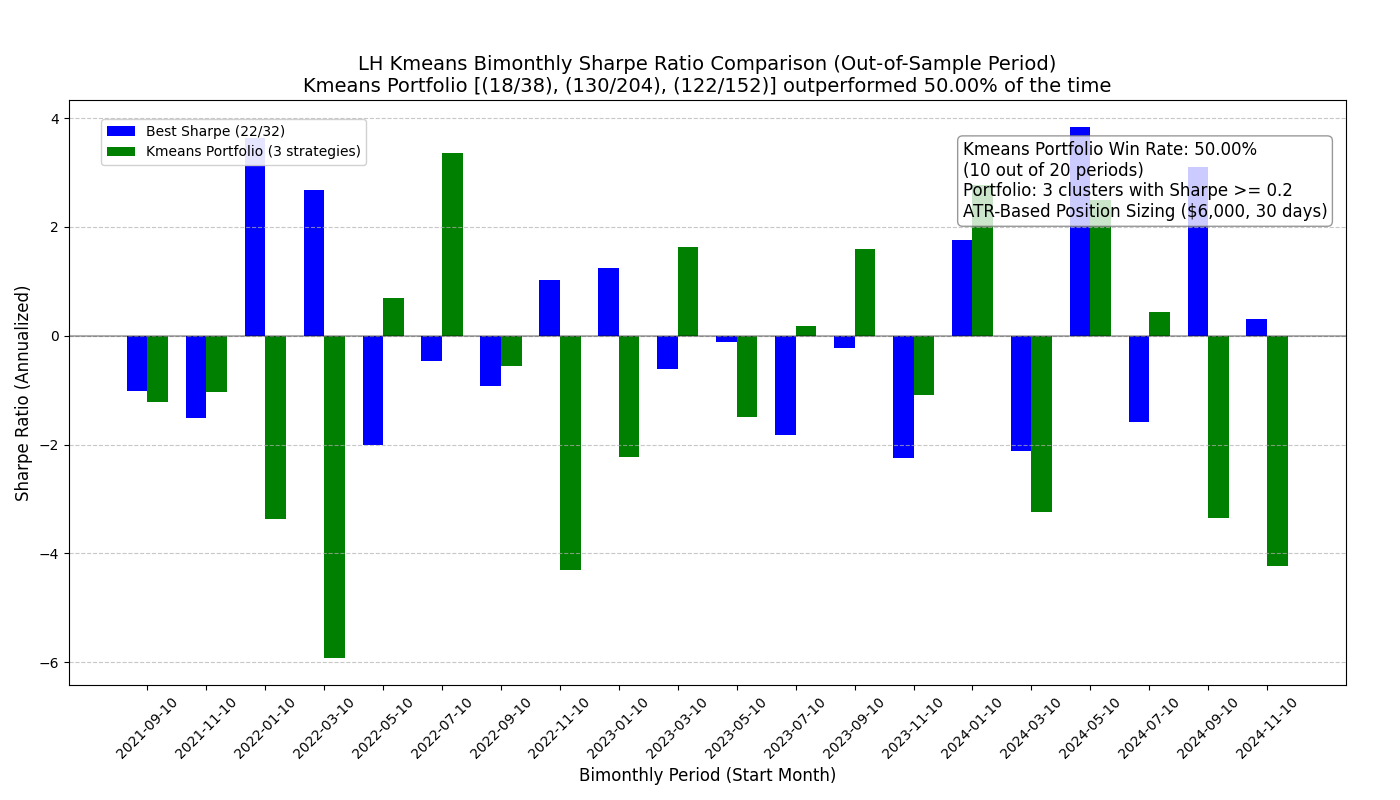 LH Kmeans Bimonthly Sharpe Ratio Comparison (Out-of-Sample Period)
Kmeans Portfolio [(18/38), (130/204), (122/152)] outperformed 50.00% of the time
Best Sharpe (22/32)
Kmeans Portfolio (3 strategies)
Kmeans Portfolio Win Rate: 50.00%
(10 out of 20 periods)
Portfolio: 3 clusters with Sharpe >= 0.2
ATR-Based Position Sizing ($6,000, 30 days)
Sharpe Ratio (Annualized)
4
2
0
−2
−4
−6
2021-09-10
2021-11-10
2022-01-10
2022-03-10
2022-05-10
2022-07-10
2022-09-10
2022-11-10
2023-01-10
2023-03-10
2023-05-10
2023-07-10
2023-09-10
2023-11-10
2024-01-10
2024-03-10
2024-05-10
2024-07-10
2024-09-10
2024-11-10
Bimonthly Period (Start Month)